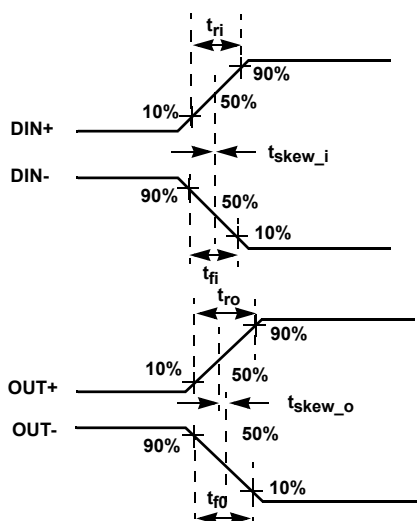 tri
90%
10%
50%
DIN+
tskew_i
DIN-
90%
50%
10%
tfi
tro
90%
10%
50%
OUT+
tskew_o
OUT-
50%
90%
10%
tf0